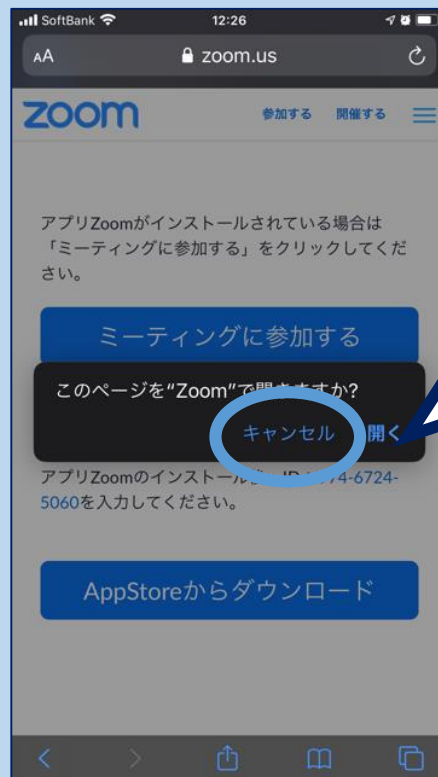 SoftBank 12:26
AA zoom.us
zoom 参加する 開催する
アプリZoomがインストールされている場合は
「ミーティングに参加する」をクリックしてくだ
さい。
ミーティングに参加する
このページを“Zoom”で開きますか?
キャンセル 開く
アプリZoomのインストール 74-6724-
5060を入力してください。
AppStoreからダウンロード